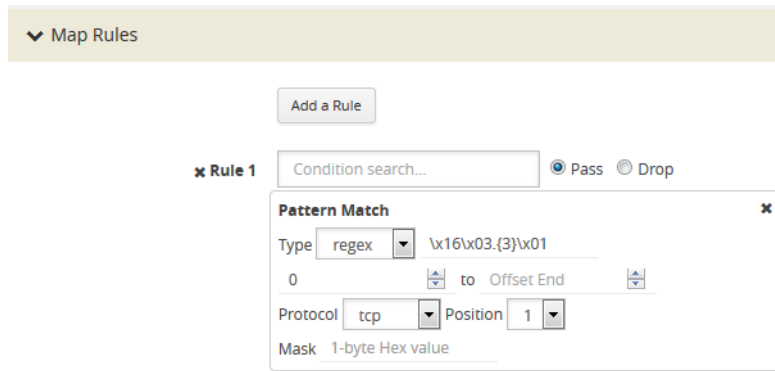 Map Rules
Add a Rule
Rule 1 Condition search... Pass Drop
Pattern Match
Type regex \x16\x03.{3}\x01
0 to Offset End
Protocol tcp Position 1
Mask 1-byte Hex value